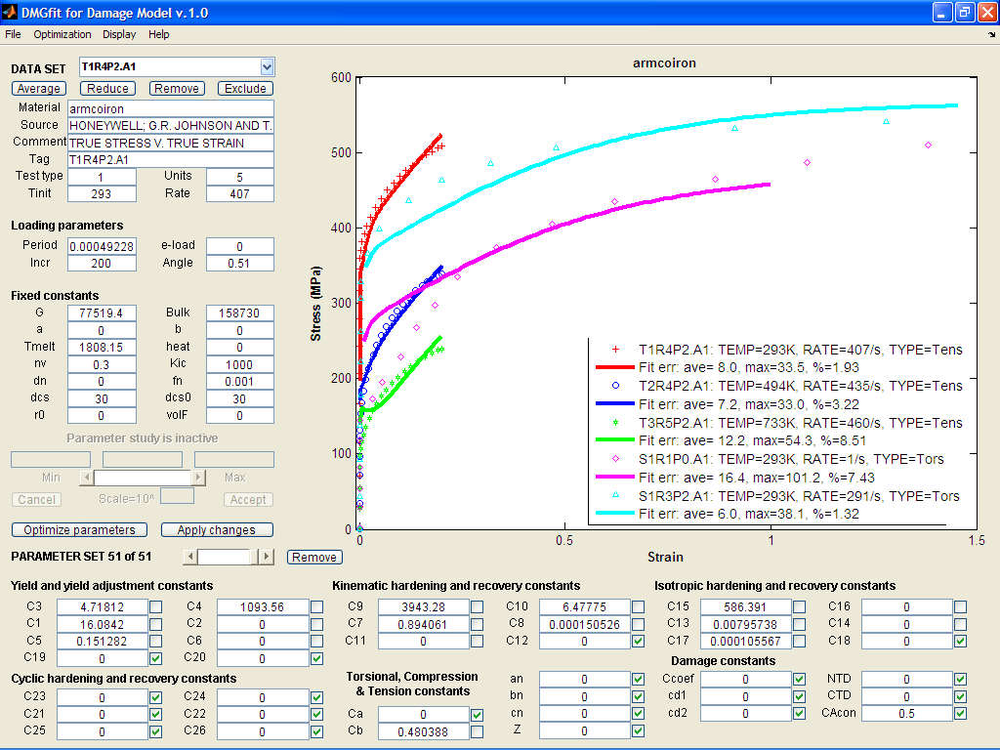 DMGfit for Damage Model v.1.0
File Optimization Display Help
DATA SET T1R4P2.A1
Average Reduce Remove Exclude
Material armcoiron
Source HONEYWELL; G.R. JOHNSON AND T.
Comment TRUE STRESS V. TRUE STRAIN
Tag T1R4P2.A1
Test type 1 Units 5
Tinit 293 Rate 407
Loading parameters
Period 0.00049228 e-load 0
Incr 200 Angle 0.51
Fixed constants
G 77519.4 Bulk 158730
a 0 b 0
Tmelt 1808.15 heat 0
nv 0.3 Kic 1000
dn 0 fn 0.001
dcs 30 dcs0 30
r0 0 volF 0
Parameter study is inactive
Min Max
Cancel Scale=10^ Accept
Optimize parameters Apply changes
PARAMETER SET 51 of 51 Remove
armcoiron
Stress (MPa)
600
500
400
300
200
100
0
0 0.5 1 1.5
Strain
T1R4P2.A1: TEMP=293K, RATE=407/s, TYPE=Tens
Fit err: ave= 8.0, max=33.5, %=1.93
T2R4P2.A1: TEMP=494K, RATE=435/s, TYPE=Tens
Fit err: ave= 7.2, max=33.0, %=3.22
T3R5P2.A1: TEMP=733K, RATE=460/s, TYPE=Tens
Fit err: ave= 12.2, max=54.3, %=8.51
S1R1P0.A1: TEMP=293K, RATE=1/s, TYPE=Tors
Fit err: ave= 16.4, max=101.2, %=7.43
S1R3P2.A1: TEMP=293K, RATE=291/s, TYPE=Tors
Fit err: ave= 6.0, max=38.1, %=1.32
Yield and yield adjustment constants
C3 4.71812 C4 1093.56
C1 16.0842 C2 0
C5 0.151282 C6 0
C19 0 C20 0
Cyclic hardening and recovery constants
C23 0 C24 0
C21 0 C22 0
C25 0 C26 0
Kinematic hardening and recovery constants
C9 3943.28 C10 6.47775
C7 0.894061 C8 0.000150526
C11 0 C12 0
Torsional, Compression
& Tension constants
Ca 0
Cb 0.480388
an 0
bn 0
cn 0
Z 0
Isotropic hardening and recovery constants
C15 586.391 C16 0
C13 0.00795738 C14 0
C17 0.000105567 C18 0
Damage constants
Ccoef 0 NTD 0
cd1 0 CTD 0
cd2 0 CAcon 0.5